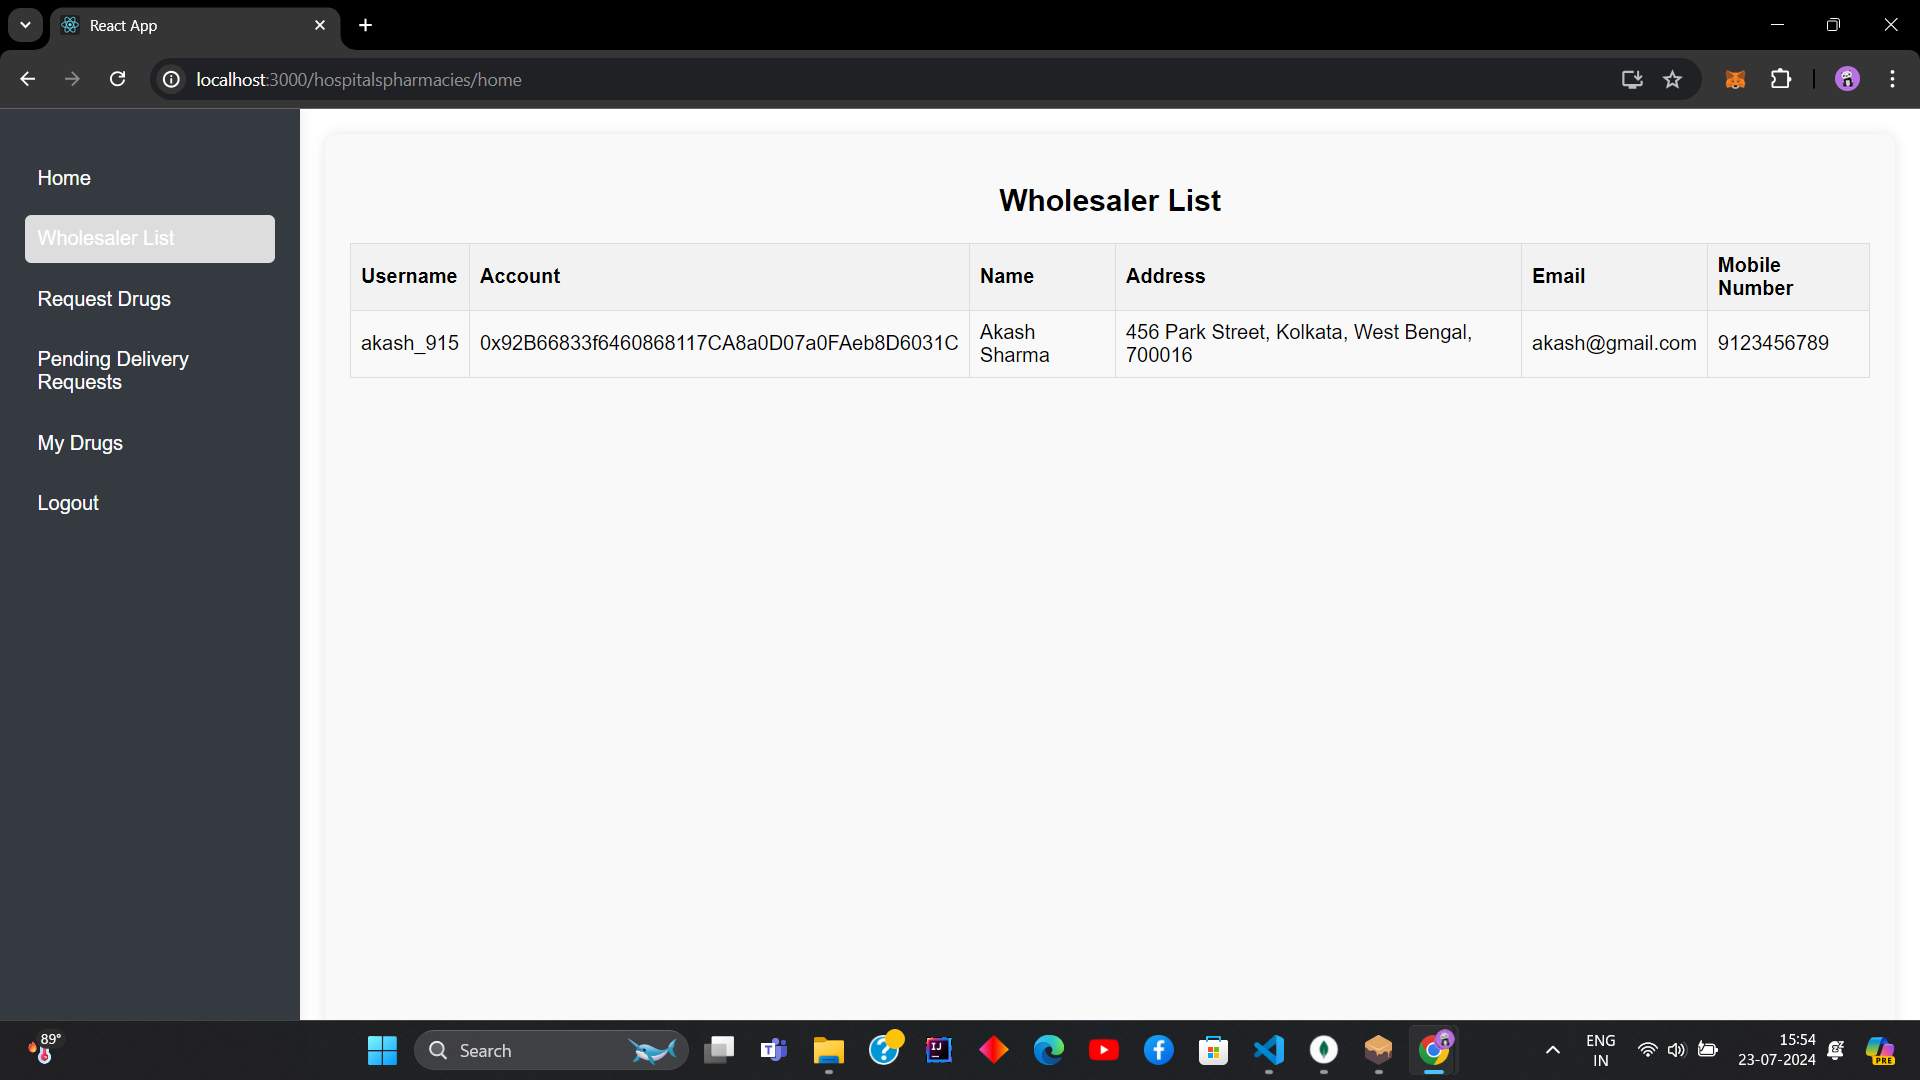 React App
localhost:3000/hospitalspharmacies/home
Home
Wholesaler List
Request Drugs
Pending Delivery
Requests
My Drugs
Logout
Wholesaler List
Username Account Name Address Email Mobile
Number
akash_915 0x92B66833f6460868117CA8a0D07a0FAeb8D6031C Akash
Sharma 456 Park Street, Kolkata, West Bengal,
700016 akash@gmail.com 9123456789
89°
Search
ENG
IN
15:54
23-07-2024
PRE